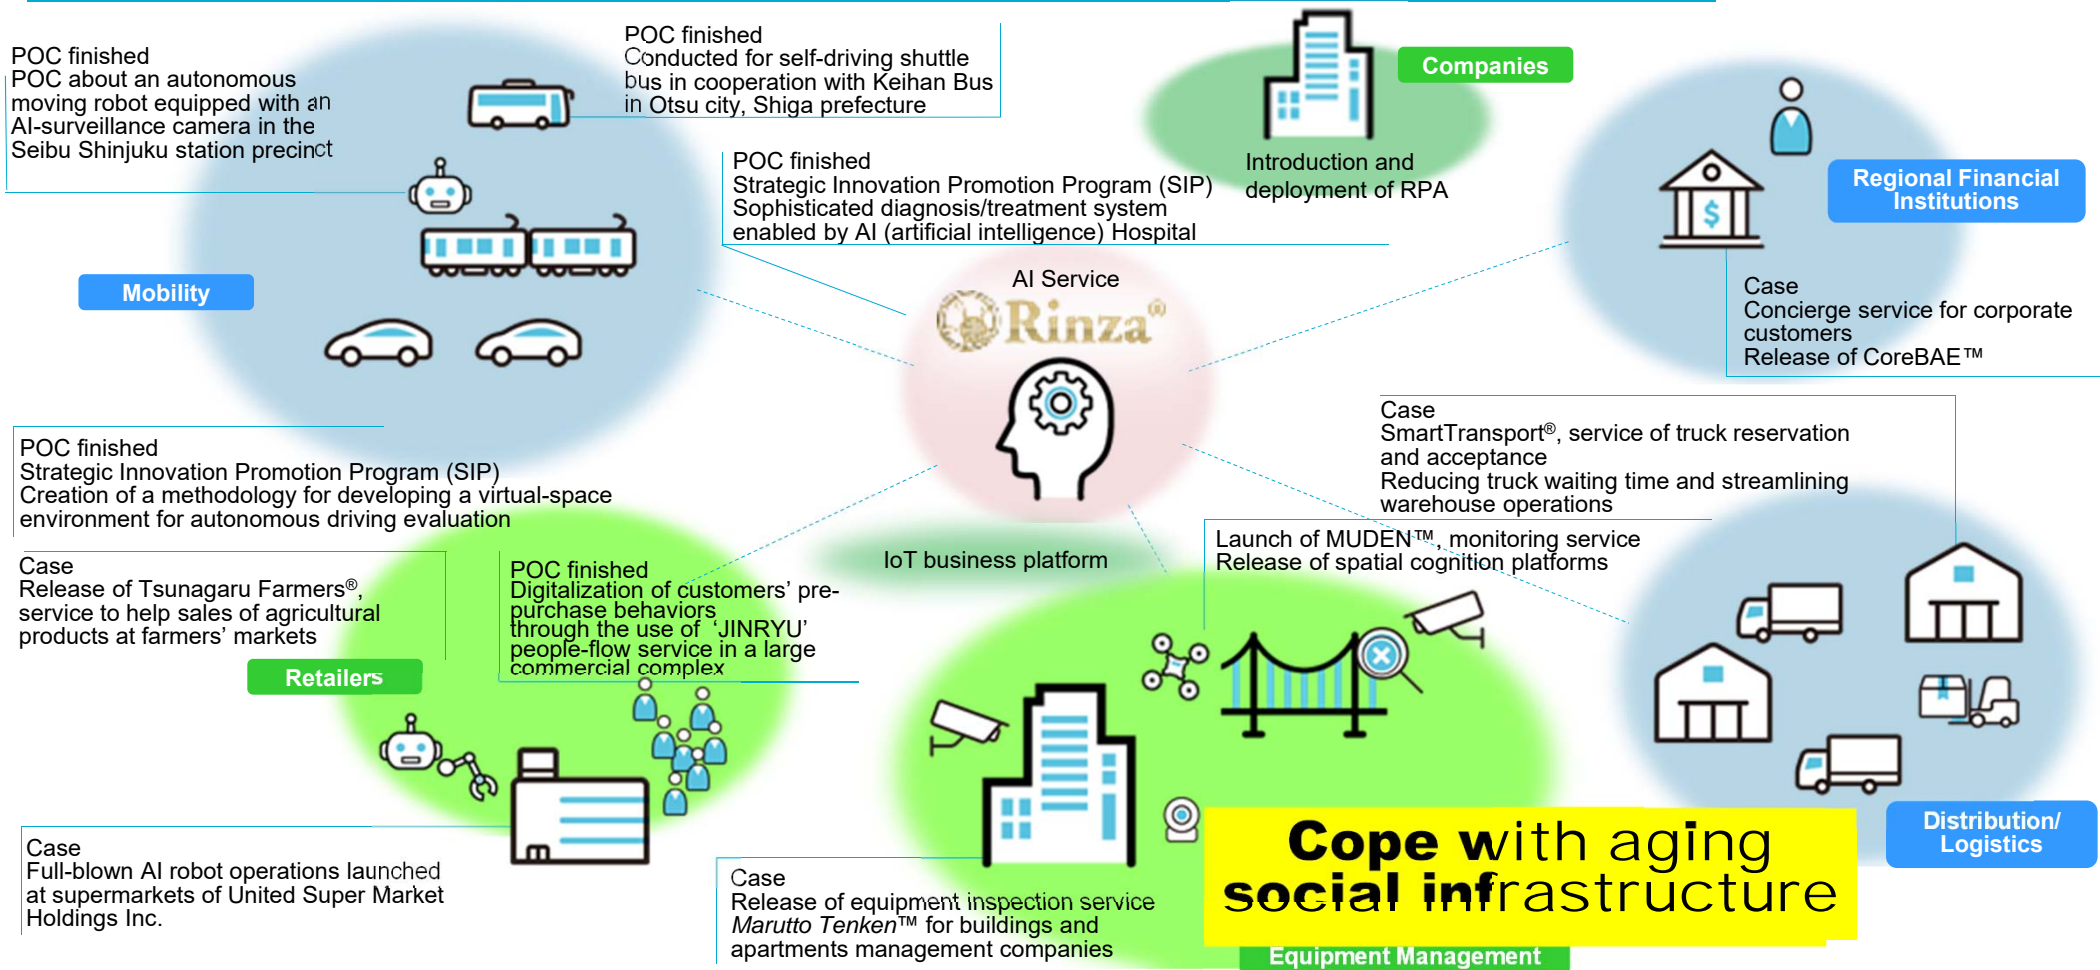 POC finished
POC about an autonomous
moving robot equipped with an
AI-surveillance camera in the
Seibu Shinjuku station precinct
POC finished
Conducted for self-driving shuttle
bus in cooperation with Keihan Bus
in Otsu city, Shiga prefecture
Companies
Introduction and
deployment of RPA
POC finished
Strategic Innovation Promotion Program (SIP)
Sophisticated diagnosis/treatment system
enabled by AI (artificial intelligence) Hospital
Regional Financial
Institutions
$
Case
Concierge service for corporate
customers
Release of CoreBAE™
Mobility
AI Service
Rinza®
POC finished
Strategic Innovation Promotion Program (SIP)
Creation of a methodology for developing a virtual-space
environment for autonomous driving evaluation
Case
SmartTransport®, service of truck reservation
and acceptance
Reducing truck waiting time and streamlining
warehouse operations
Case
Release of Tsunagaru Farmers®,
service to help sales of agricultural
products at farmers’ markets
Retailers
POC finished
Digitalization of customers’ pre-
purchase behaviors
through the use of ‘JINRYU’
people-flow service in a large
commercial complex
IoT business platform
Launch of MUDEN™, monitoring service
Release of spatial cognition platforms
Case
Full-blown AI robot operations launched
at supermarkets of United Super Market
Holdings Inc.
Case
Release of equipment inspection service
Marutto Tenken™ for buildings and
apartments management companies
Cope with aging
social infrastructure
Equipment Management
Distribution/
Logistics